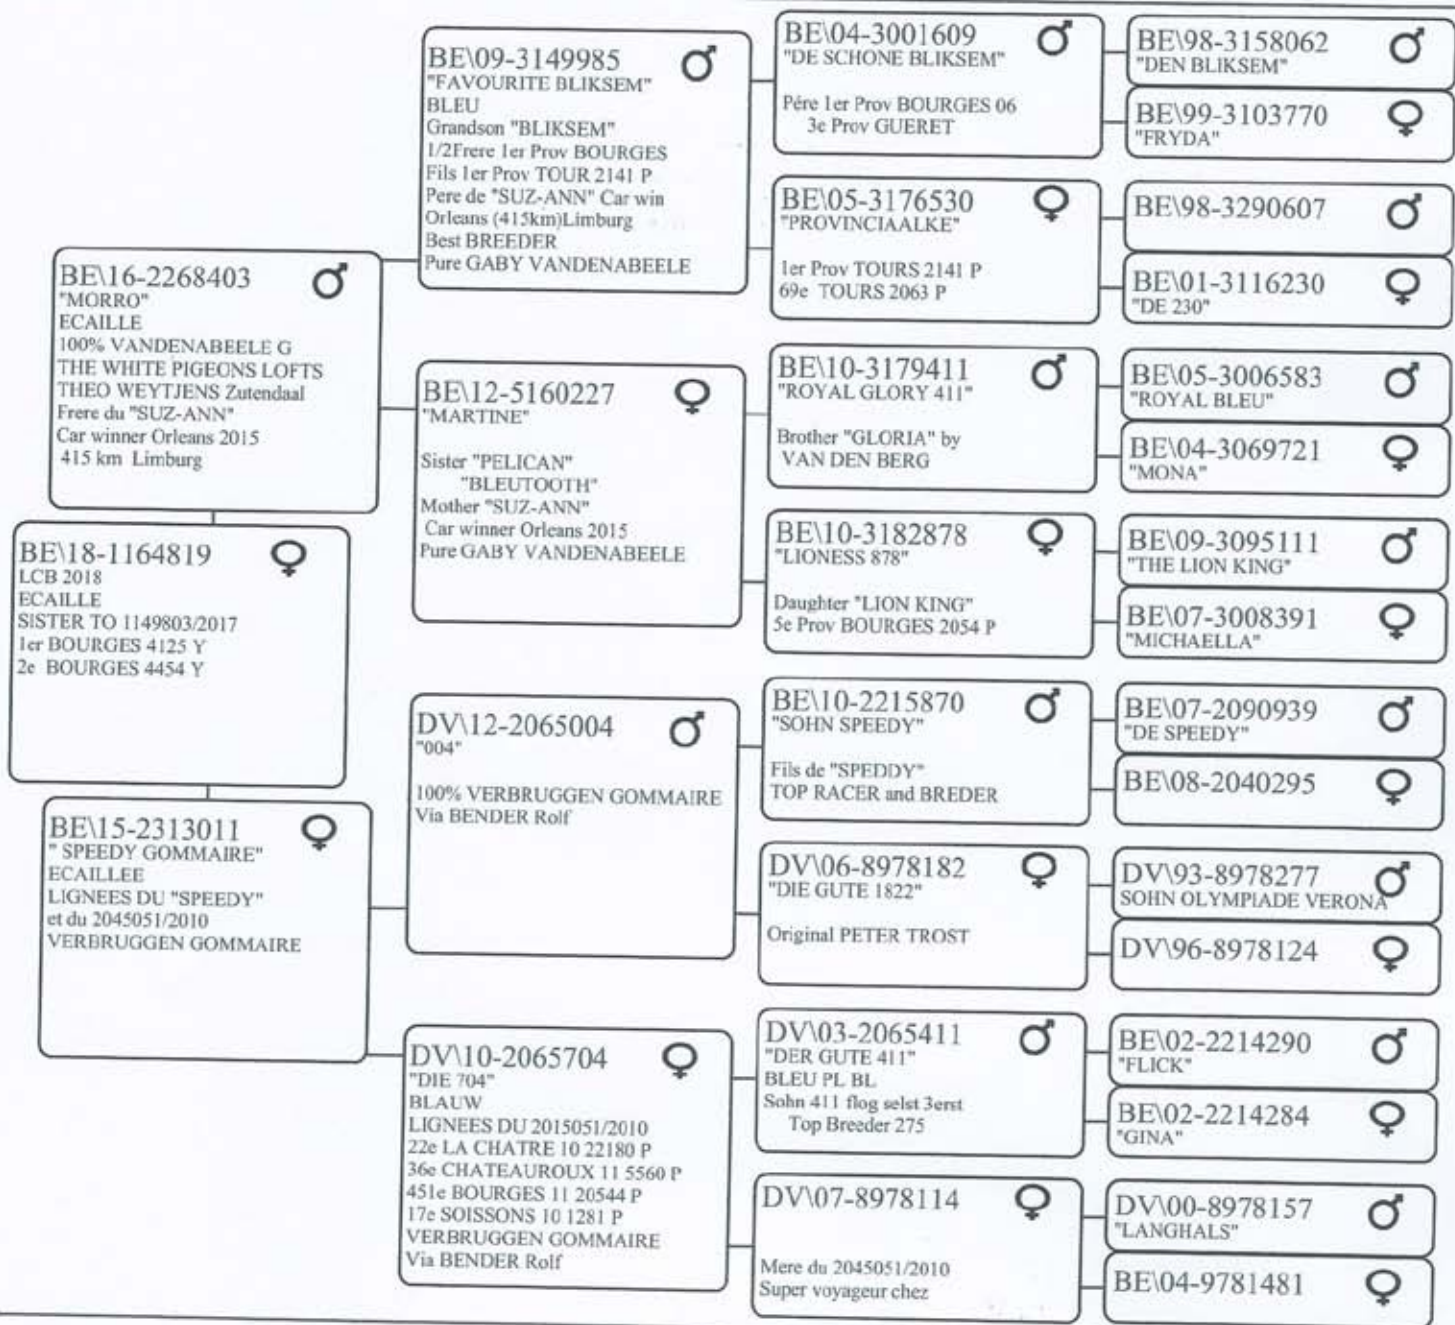 BE\18-1164819
LCB 2018
ECAILLE
SISTER TO 1149803/2017
1er BOURGES 4125 Y
2e BOURGES 4454 Y
BE\16-2268403
"MORRO"
ECAILLE
100% VANDENABEELE G
THE WHITE PIGEONS LOFTS
THEO WEYTJENS Zutendaal
Frere du "SUZ-ANN"
Car winner Orleans 2015
415 km Limburg
BE\15-2313011
" SPEEDY GOMMAIRE"
ECAILLEE
LIGNEES DU "SPEEDY"
et du 2045051/2010
VERBRUGGEN GOMMAIRE
BE\09-3149985
"FAVOURITE BLIKSEM"
BLEU
Grandson "BLIKSEM"
1/2Frere 1er Prov BOURGES
Fils 1er Prov TOUR 2141 P
Pere de "SUZ-ANN" Car win
Orleans (415km)Limburg
Best BREEDER
Pure GABY VANDENABEELE
BE\12-5160227
"MARTINE"
Sister "PELICAN"
"BLEUTOOTH"
Mother "SUZ-ANN"
Car winner Orleans 2015
Pure GABY VANDENABEELE
DV\12-2065004
"004"
100% VERBRUGGEN GOMMAIRE
Via BENDER Rolf
DV\10-2065704
"DIE 704"
BLAUW
LIGNEES DU 2015051/2010
22e LA CHATRE 10 22180 P
36e CHATEAUROUX 11 5560 P
451e BOURGES 11 20544 P
17e SOISSONS 10 1281 P
VERBRUGGEN GOMMAIRE
Via BENDER Rolf
BE\04-3001609
"DE SCHONE BLIKSEM"
Pére 1er Prov BOURGES 06
3e Prov GUERET
BE\05-3176530
"PROVINCIAALKE"
1er Prov TOURS 2141 P
69e TOURS 2063 P
BE\10-3179411
"ROYAL GLORY 411"
Brother "GLORIA" by
VAN DEN BERG
BE\10-3182878
"LIONESS 878"
Daughter "LION KING"
5e Prov BOURGES 2054 P
BE\10-2215870
"SOHN SPEEDY"
Fils de "SPEDDY"
TOP RACER and BREDER
DV\06-8978182
"DIE GUTE 1822"
Original PETER TROST
DV\03-2065411
"DER GUTE 411"
BLEU PL BL
Sohn 411 flog selst 3erst
Top Breeder 275
DV\07-8978114
Mere du 2045051/2010
Super voyageur chez
BE\98-3158062
"DEN BLIKSEM"
BE\99-3103770
"FRYDA"
BE\98-3290607
BE\01-3116230
"DE 230"
BE\05-3006583
"ROYAL BLEU"
BE\04-3069721
"MONA"
BE\09-3095111
"THE LION KING"
BE\07-3008391
"MICHAELLA"
BE\07-2090939
"DE SPEEDY"
BE\08-2040295
DV\93-8978277
SOHN OLYMPIADE VERONA
DV\96-8978124
BE\02-2214290
"FLICK"
BE\02-2214284
"GINA"
DV\00-8978157
"LANGHALS"
BE\04-9781481